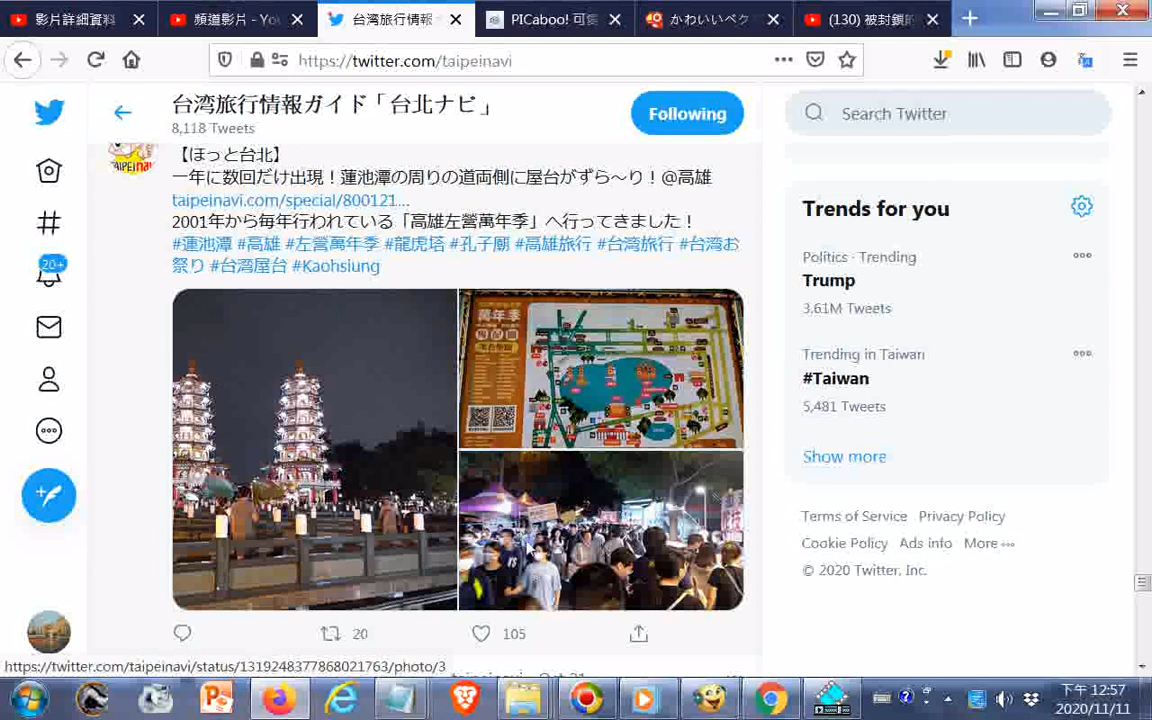 影片詳細資料
頻道影片 - Yo
台湾旅行情報
PICaboo! 可
かわいいペク
(130) 被封鎖的
https://twitter.com/taipeinavi
台湾旅行情報ガイド「台北ナビ」
8,118 Tweets
Following
Search Twitter
【ほっと台北】
一年に数回だけ出現！蓮池潭の周りの道両側に屋台がずら～り！@高雄
taipeinavi.com/special/800121...
2001年から毎年行われている「高雄左營萬年季」へ行ってきました！
#蓮池潭 #高雄 #左営萬年季 #龍虎塔 #孔子廟 #高雄旅行 #台湾旅行 #台湾お
祭り #台湾屋台 #Kaohsiung
萬年季
20
105
20+
Trends for you
Politics · Trending
Trump
3.61M Tweets
Trending in Taiwan
#Taiwan
5,481 Tweets
Show more
Terms of Service Privacy Policy
Cookie Policy Ads info More
© 2020 Twitter, Inc.
https://twitter.com/taipeinavi/status/1319248377868021763/photo/3
下午 12:57
2020/11/11